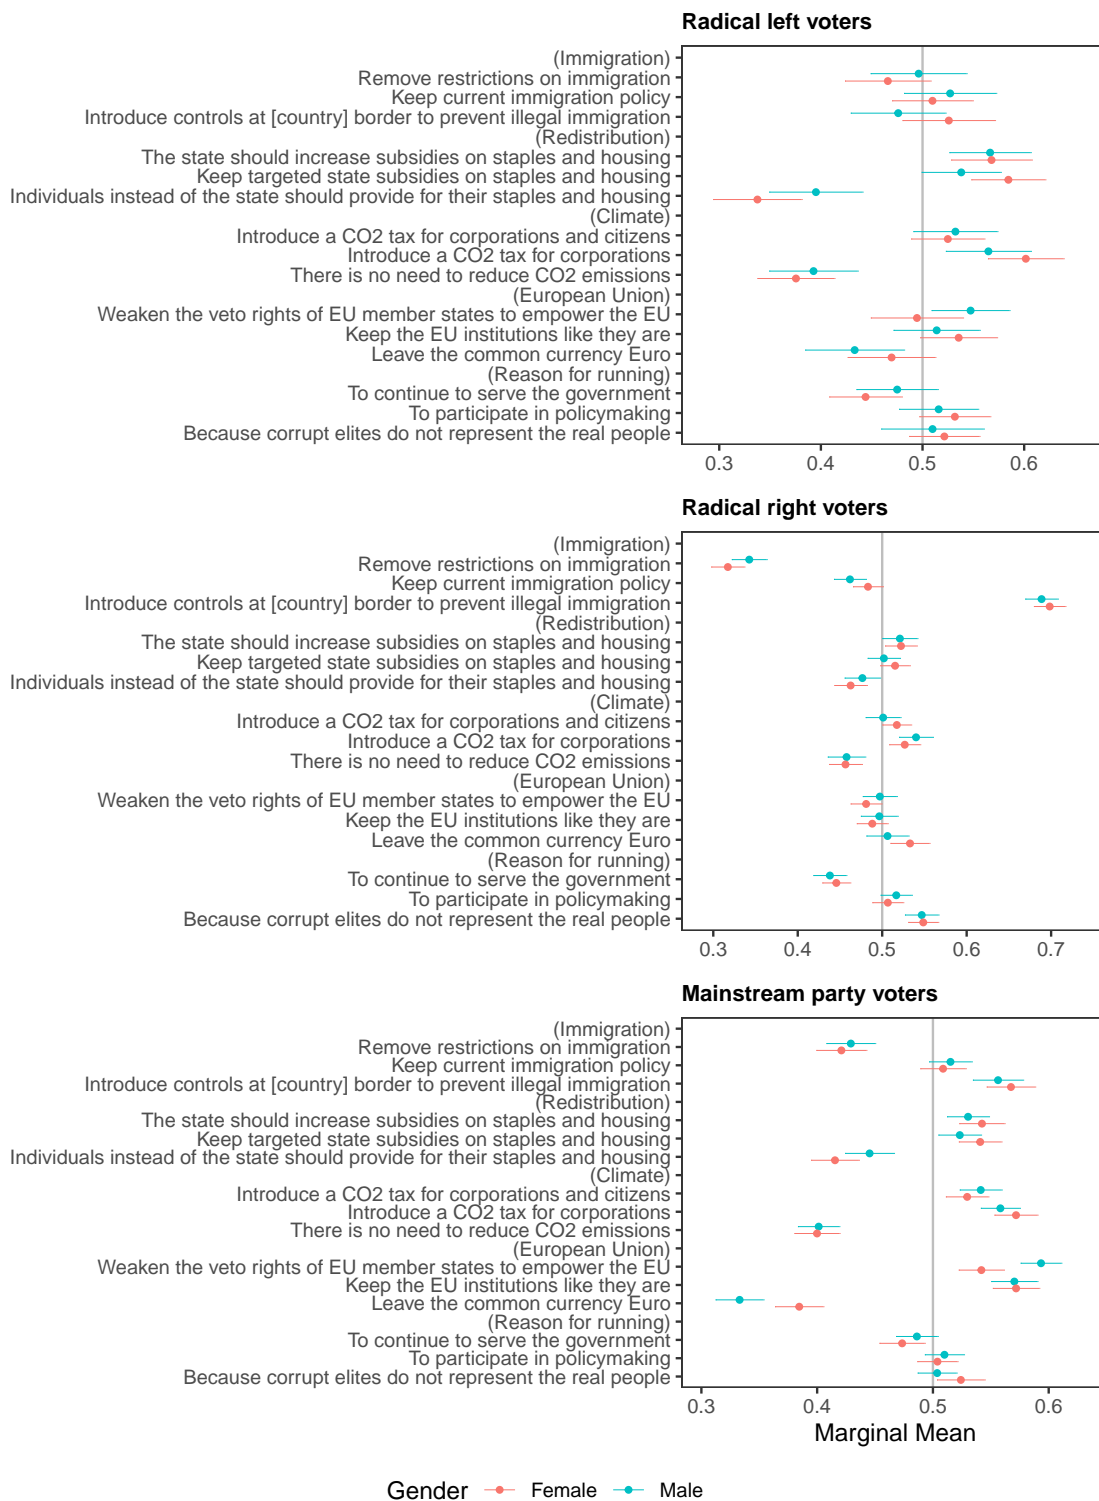 Radical left voters
(Immigration)
Remove restrictions on immigration
Keep current immigration policy
Introduce controls at [country] border to prevent illegal immigration
(Redistribution)
The state should increase subsidies on staples and housing
Keep targeted state subsidies on staples and housing
Individuals instead of the state should provide for their staples and housing
(Climate)
Introduce a CO2 tax for corporations and citizens
Introduce a CO2 tax for corporations
There is no need to reduce CO2 emissions
(European Union)
Weaken the veto rights of EU member states to empower the EU
Keep the EU institutions like they are
Leave the common currency Euro
(Reason for running)
To continue to serve the government
To participate in policymaking
Because corrupt elites do not represent the real people
0.3 0.4 0.5 0.6
Radical right voters
(Immigration)
Remove restrictions on immigration
Keep current immigration policy
Introduce controls at [country] border to prevent illegal immigration
(Redistribution)
The state should increase subsidies on staples and housing
Keep targeted state subsidies on staples and housing
Individuals instead of the state should provide for their staples and housing
(Climate)
Introduce a CO2 tax for corporations and citizens
Introduce a CO2 tax for corporations
There is no need to reduce CO2 emissions
(European Union)
Weaken the veto rights of EU member states to empower the EU
Keep the EU institutions like they are
Leave the common currency Euro
(Reason for running)
To continue to serve the government
To participate in policymaking
Because corrupt elites do not represent the real people
0.3 0.4 0.5 0.6 0.7
Mainstream party voters
(Immigration)
Remove restrictions on immigration
Keep current immigration policy
Introduce controls at [country] border to prevent illegal immigration
(Redistribution)
The state should increase subsidies on staples and housing
Keep targeted state subsidies on staples and housing
Individuals instead of the state should provide for their staples and housing
(Climate)
Introduce a CO2 tax for corporations and citizens
Introduce a CO2 tax for corporations
There is no need to reduce CO2 emissions
(European Union)
Weaken the veto rights of EU member states to empower the EU
Keep the EU institutions like they are
Leave the common currency Euro
(Reason for running)
To continue to serve the government
To participate in policymaking
Because corrupt elites do not represent the real people
0.3 0.4 0.5 0.6
Marginal Mean
Gender Female Male